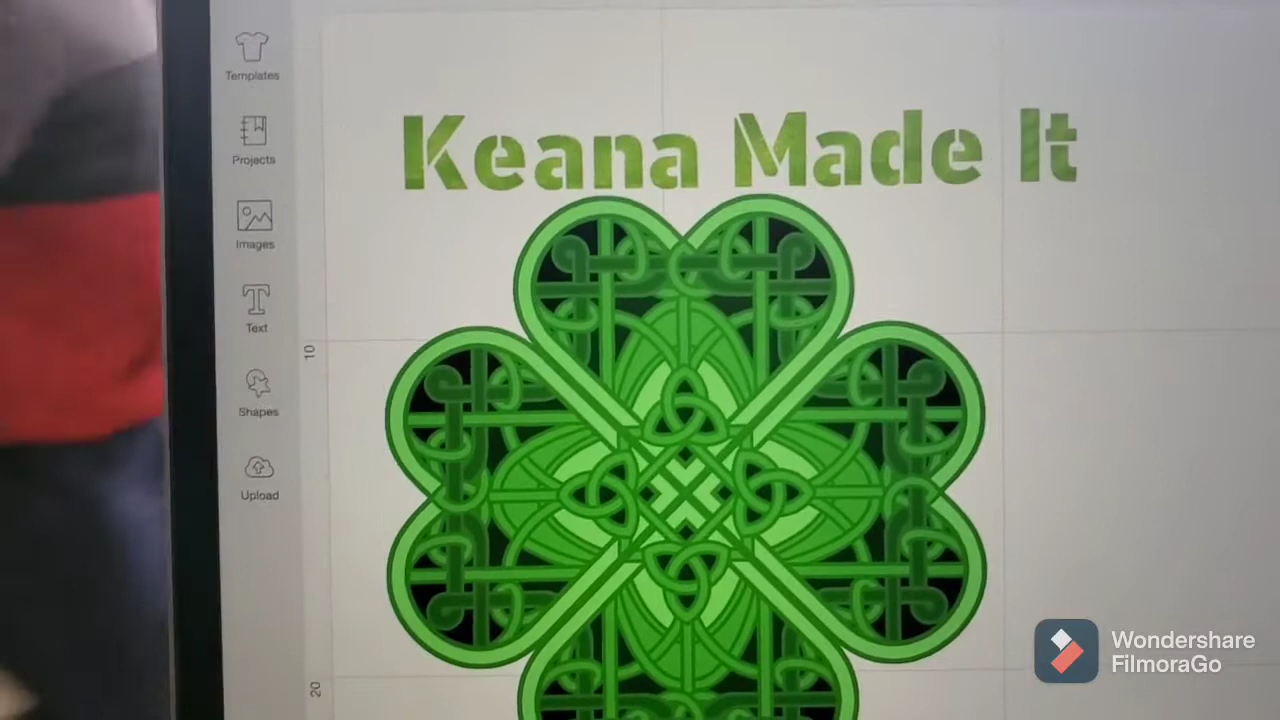 Templates
Projects
Images
Text
Shapes
Upload
Keana Made It
10
20
Wondershare
FilmoraGo